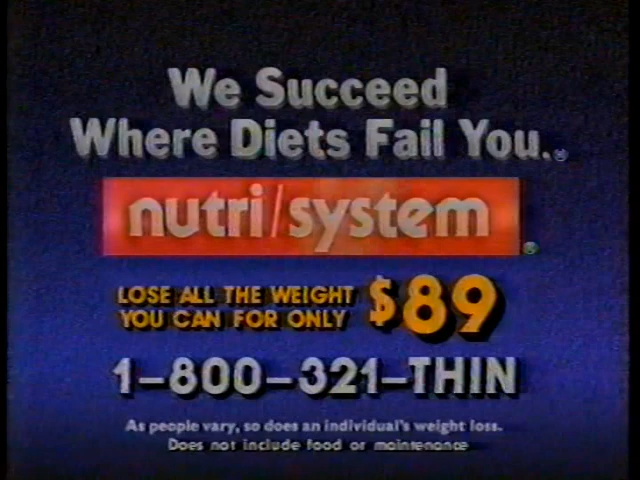 We Succeed
Where Diets Fail You.®
nutri/system®
LOSE ALL THE WEIGHT
YOU CAN FOR ONLY $89
1-800-321-THIN
As people vary, so does an individual's weight loss.
Does not include food or maintenance